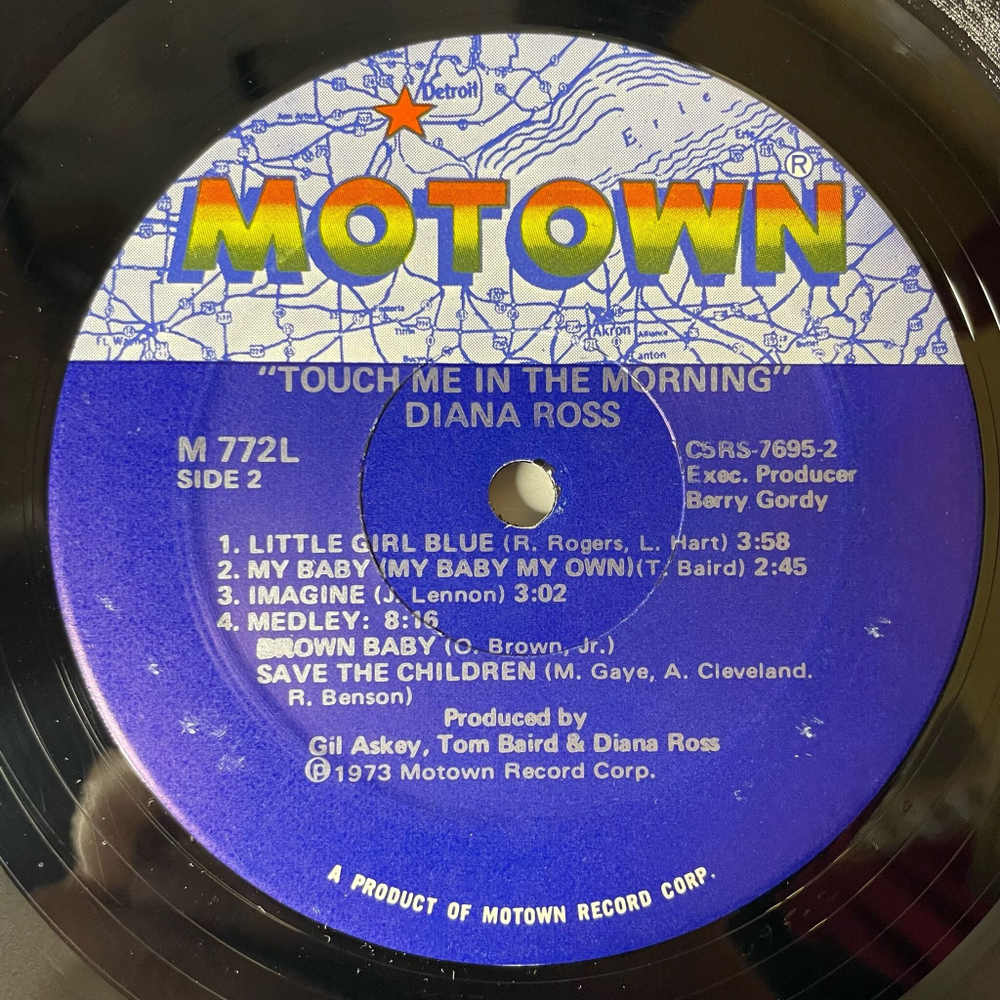 Detroit
Erie
Erie
®
MOTOWN
Akron
Alliance
anton
"TOUCH ME IN THE MORNING"
DIANA ROSS
M 772L
SIDE 2
CSRS-7695-2
Exec. Producer
Berry Gordy
1. LITTLE GIRL BLUE (R. Rogers, L. Hart) 3:58
2. MY BABY (MY BABY MY OWN)(T. Baird) 2:45
3. IMAGINE (J. Lennon) 3:02
4. MEDLEY: 8:16
BROWN BABY (O. Brown, Jr.)
SAVE THE CHILDREN (M. Gaye, A. Cleveland.
R. Benson)
Produced by
Gil Askey, Tom Baird & Diana Ross
℗1973 Motown Record Corp.
A PRODUCT OF MOTOWN RECORD CORP.